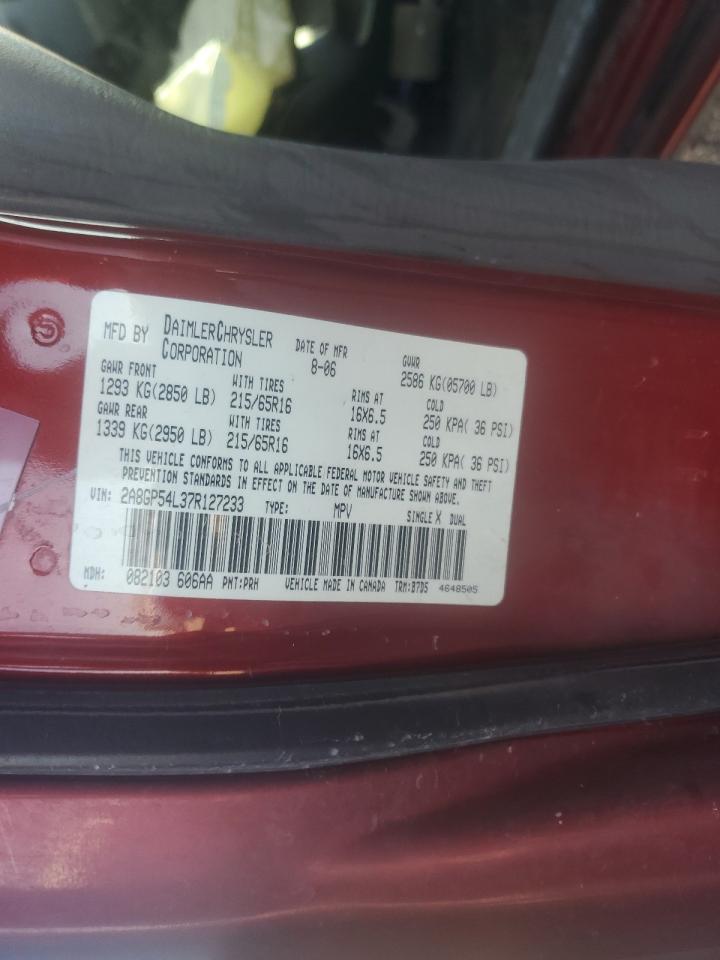 MFD BY DAIMLERCHRYSLER CORPORATION DATE OF MFR 8-06 GVWR 2586 KG(05700 LB)
GAWR FRONT WITH TIRES RIMS AT COLD
1293 KG(2850 LB) 215/65R16 16X6.5 250 KPA( 36 PSI)
GAWR REAR WITH TIRES RIMS AT COLD
1339 KG(2950 LB) 215/65R16 16X6.5 250 KPA( 36 PSI)
THIS VEHICLE CONFORMS TO ALL APPLICABLE FEDERAL MOTOR VEHICLE SAFETY AND THEFT
PREVENTION STANDARDS IN EFFECT ON THE DATE OF MANUFACTURE SHOWN ABOVE.
VIN: 2A8GP54L37R127233 TYPE: MPV SINGLE X DUAL
MDH: 082103 606AA PNT:PRH VEHICLE MADE IN CANADA TRM:B7D5 4648505